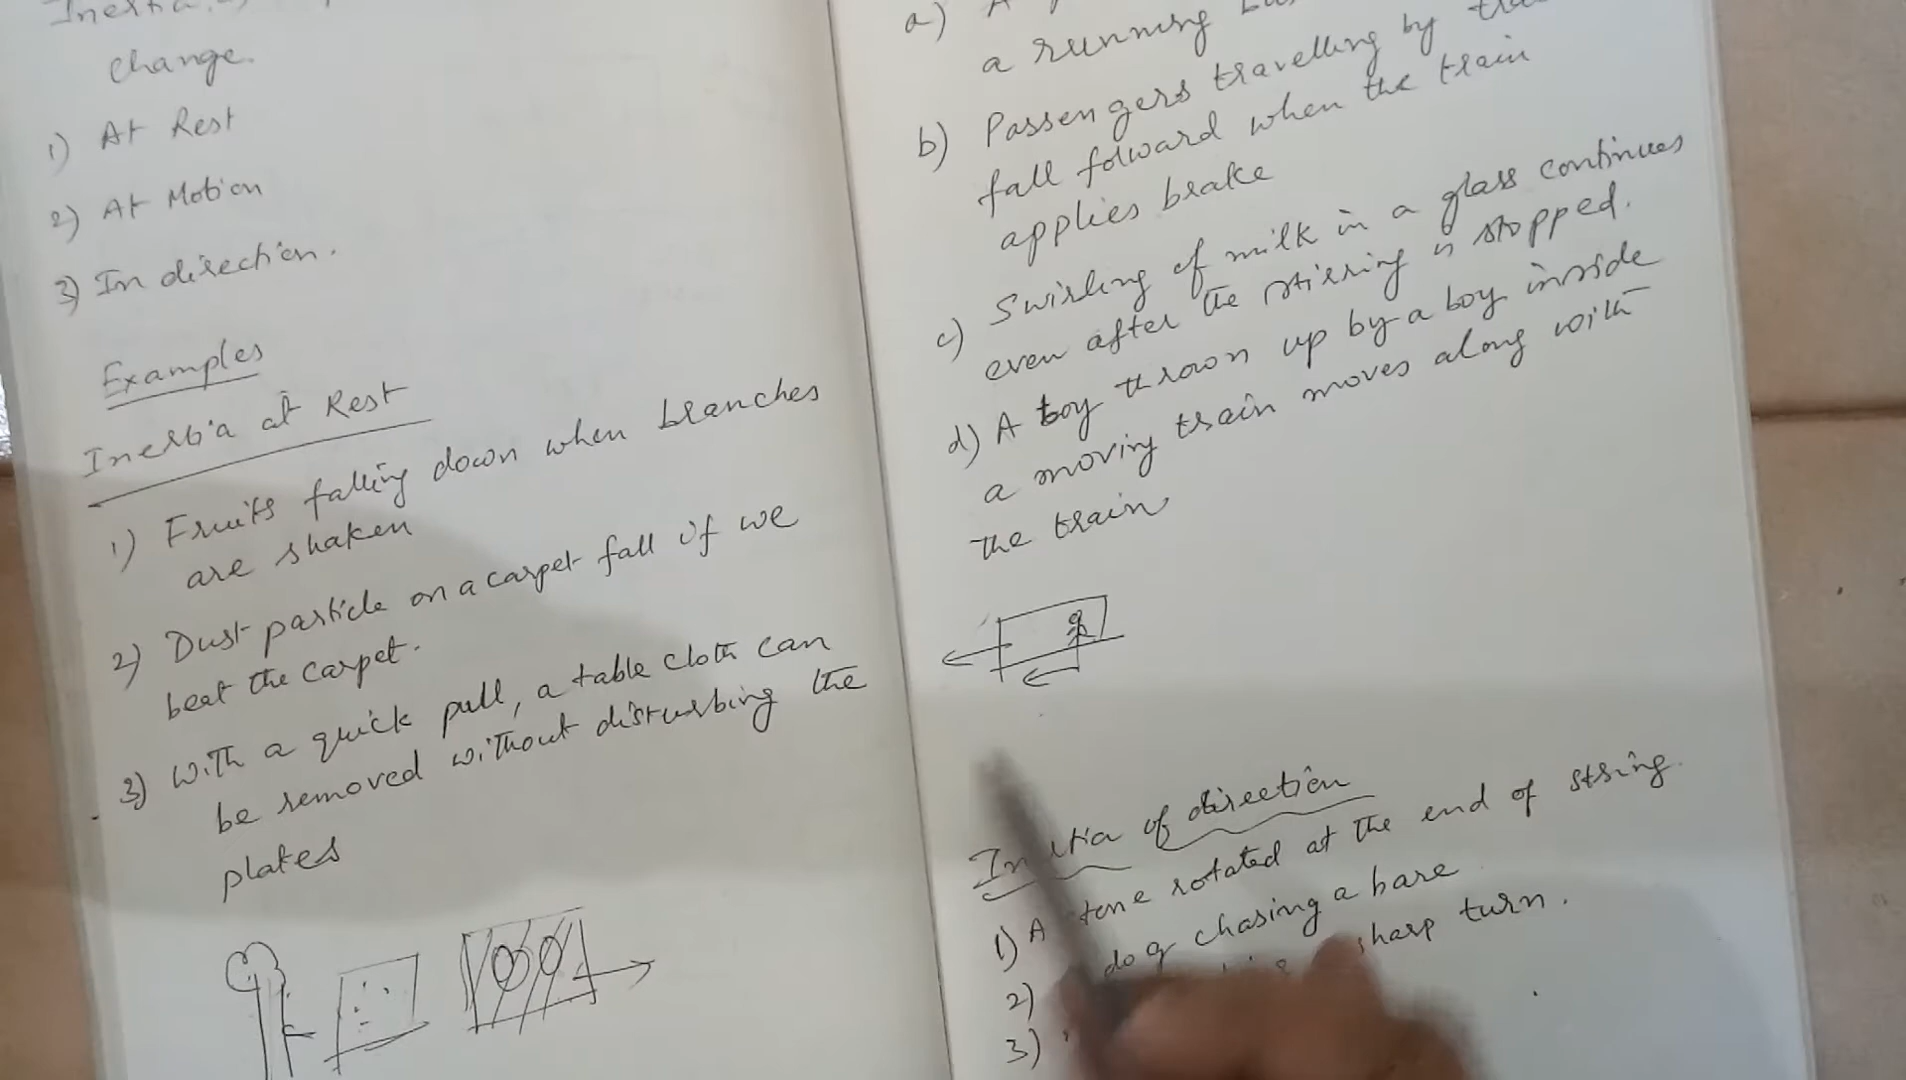 Inertia
change.
1) At Rest
2) At Motion
3) In direction.
Examples
Inertia at Rest
1) Fruits falling down when branches
are shaken
2) Dust particle on a carpet fall if we
beat the carpet.
3) with a quick pull, a table cloth can
be removed without disturbing the
plates
a) A
a running
b) Passengers travelling by
fall forward when the train
applies brake
c) Swirling of milk in a glass continues
even after the stirring is stopped.
d) A boy thrown up by a boy inside
a moving train moves along with
the train
Inertia of direction
1) A stone rotated at the end of string.
2) dog chasing a hare
3) sharp turn.